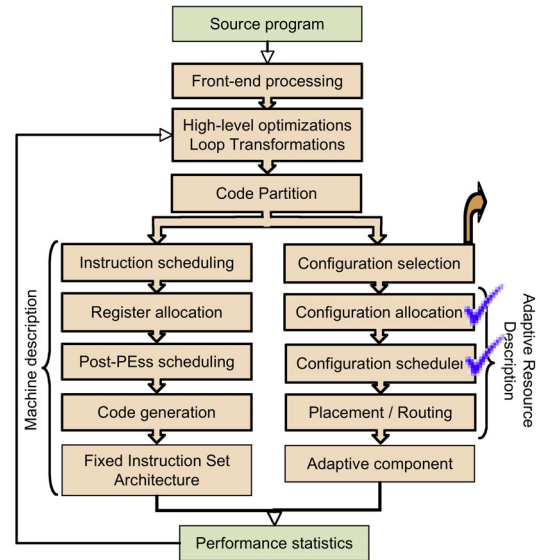 Source program
Front-end processing
High-level optimizations
Loop Transformations
Code Partition
Instruction scheduling
Register allocation
Post-PEss scheduling
Code generation
Fixed Instruction Set
Architecture
Machine description
Configuration selection
Configuration allocation
Configuration scheduler
Placement / Routing
Adaptive component
Adaptive Resource
Description
Performance statistics